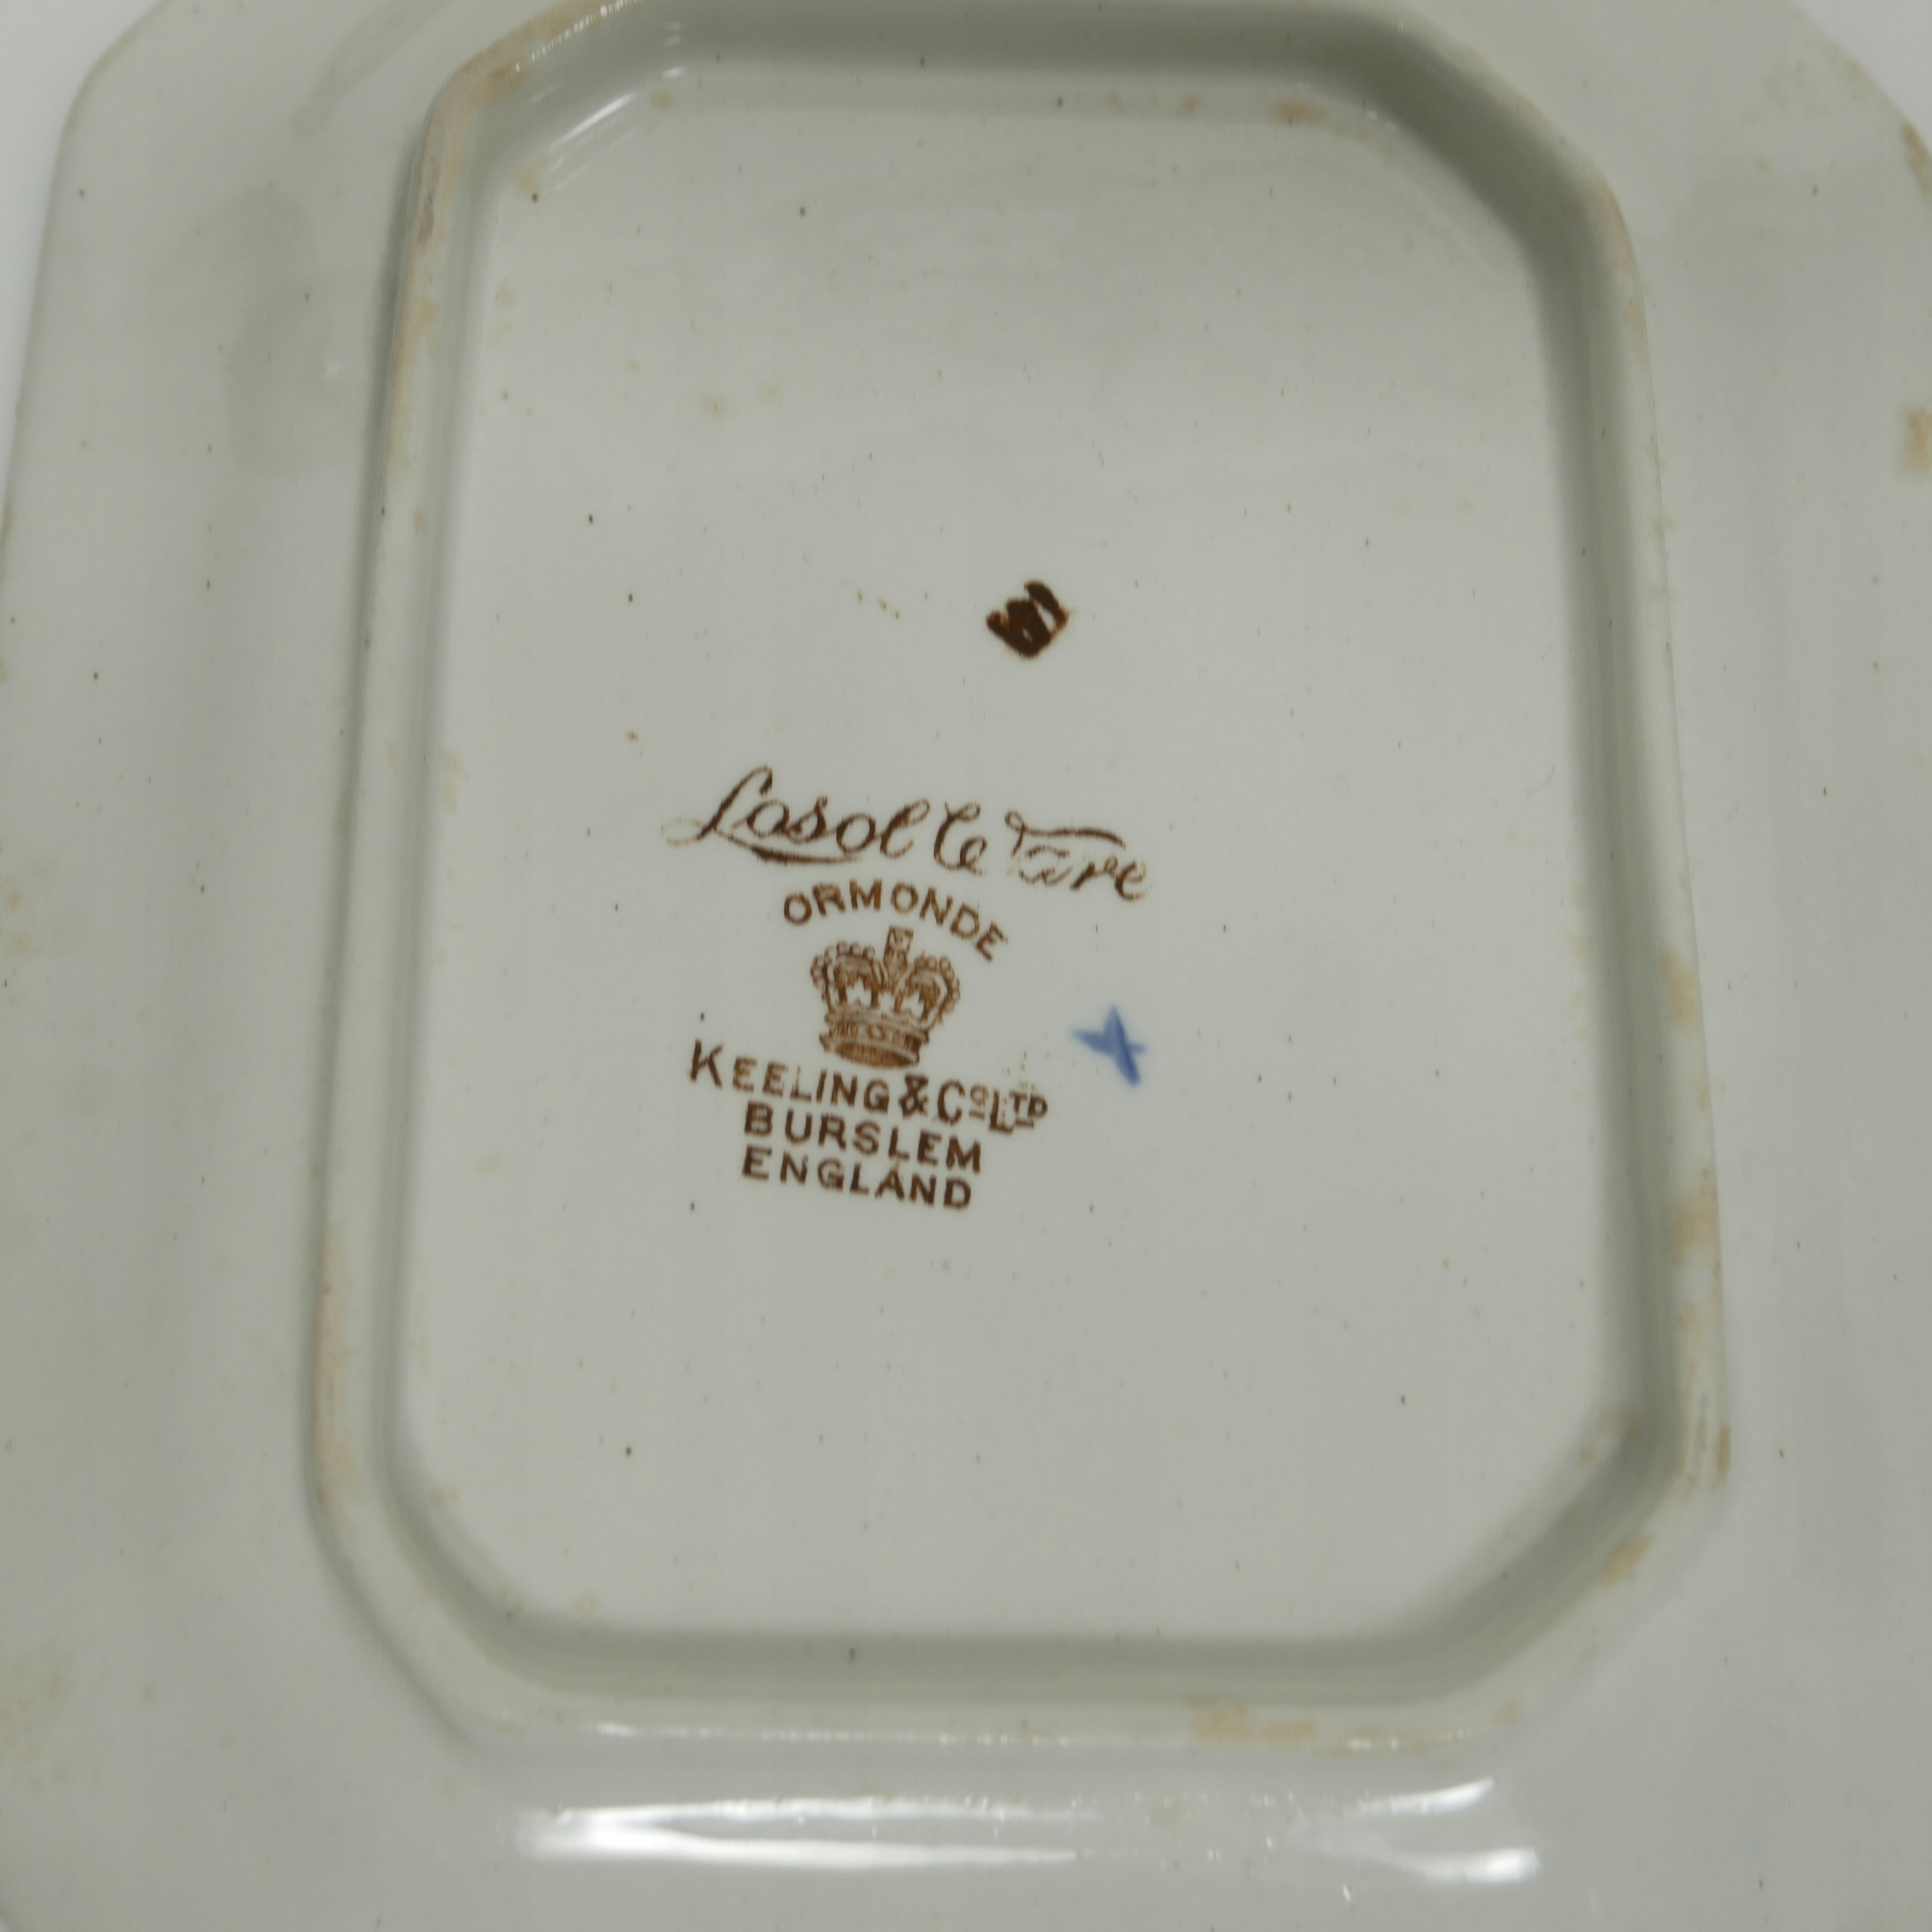 Losol Ware
ORMONDE
KEELING & Co LTD
BURSLEM
ENGLAND